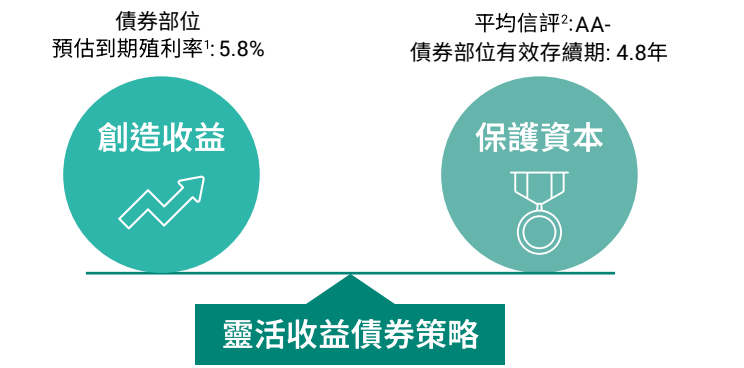 債券部位
預估到期殖利率¹: 5.8%
創造收益
平均信評²:AA-
債券部位有效存續期: 4.8年
保護資本
靈活收益債券策略